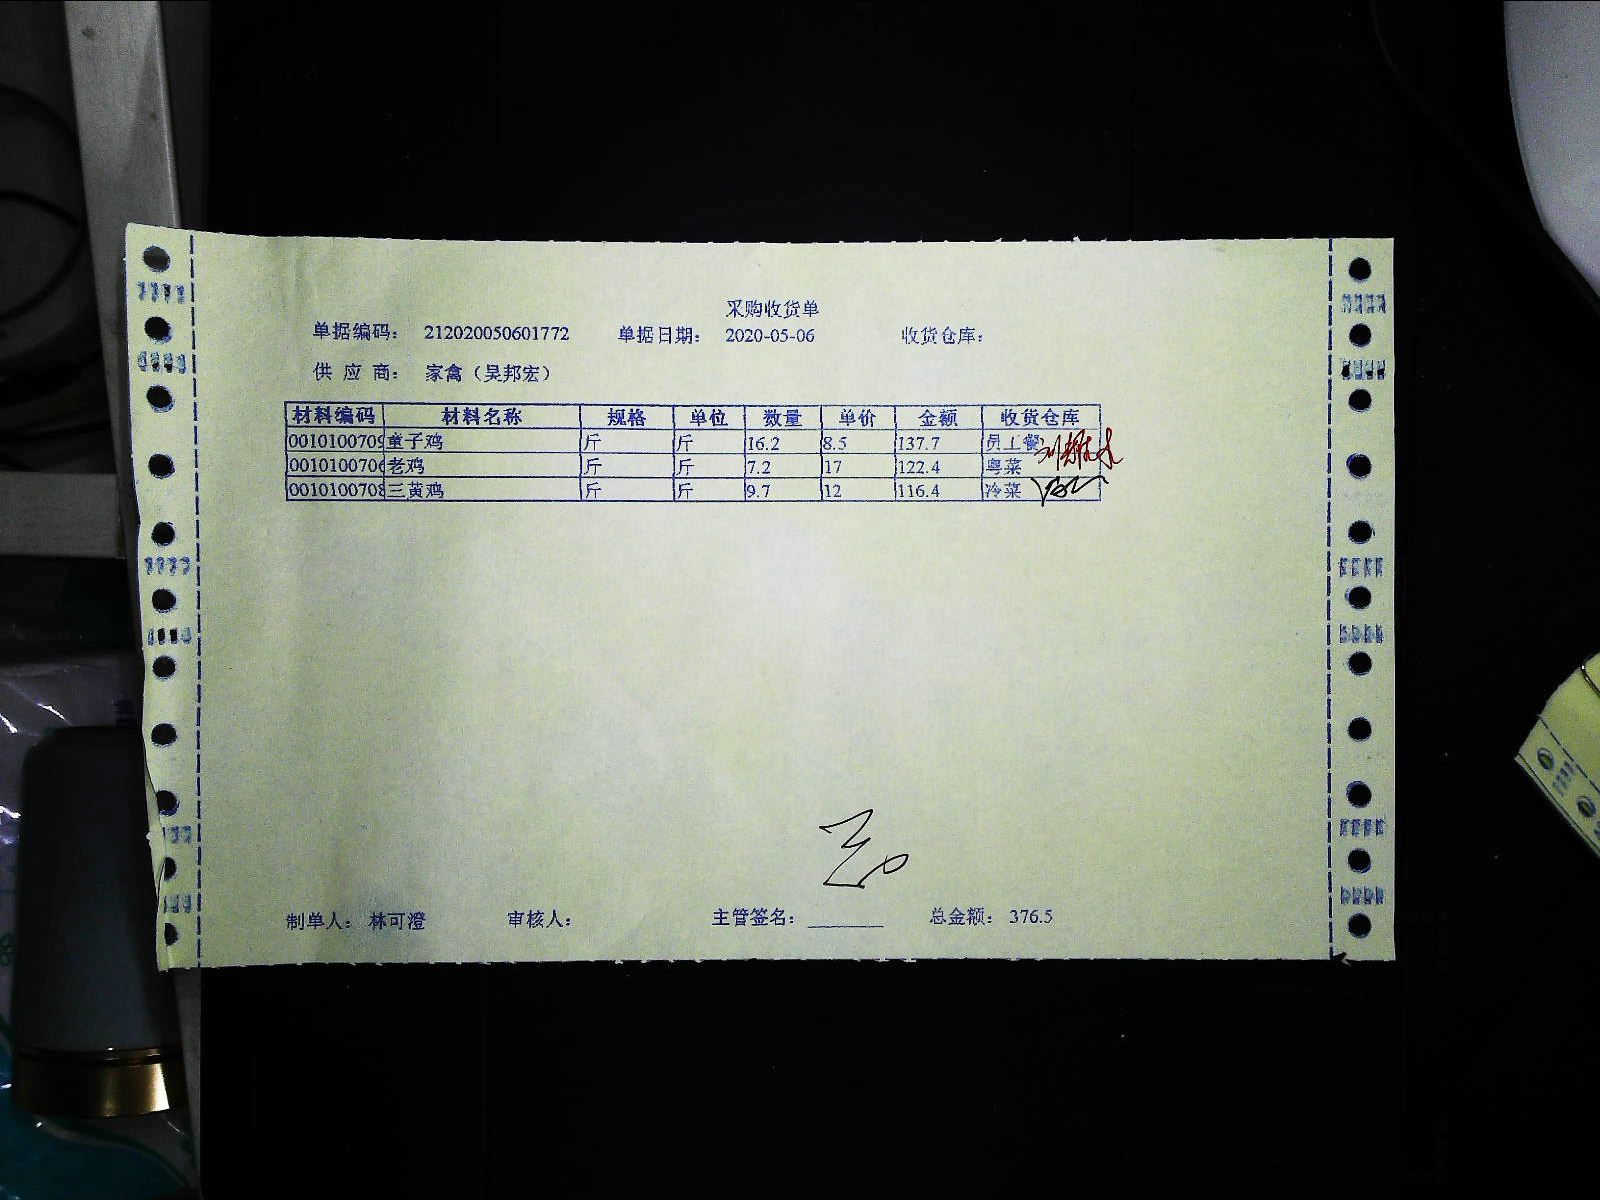 采购收货单
单据编码： 212020050601772 单据日期： 2020-05-06 收货仓库：
供 应 商： 家禽（吴邦宏）
材料编码 材料名称 规格 单位 数量 单价 金额 收货仓库
0010100709 童子鸡 斤 斤 16.2 8.5 137.7 员工餐
0010100706 老鸡 斤 斤 7.2 17 122.4 粤菜
0010100708 三黄鸡 斤 斤 9.7 12 116.4 冷菜
制单人： 林可澄 审核人： 主管签名： 总金额： 376.5